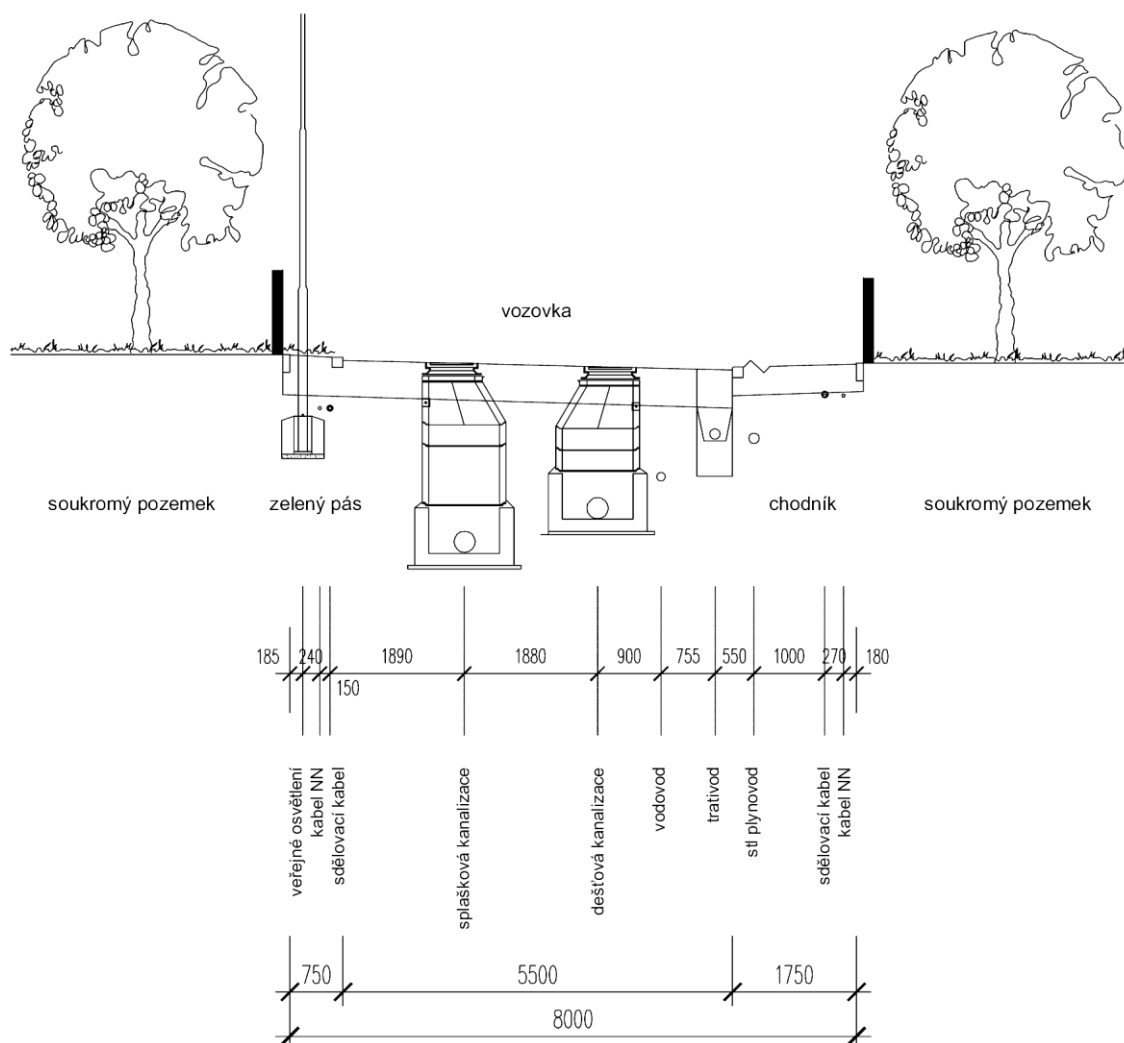 vozovka
soukromý pozemek
zelený pás
chodník
soukromý pozemek
185
240
150
1890
1880
900
755
550
1000
270
180
veřejné osvětlení
kabel NN
sdělovací kabel
splašková kanalizace
dešťová kanalizace
vodovod
trativod
stl plynovod
sdělovací kabel
kabel NN
750
5500
1750
8000